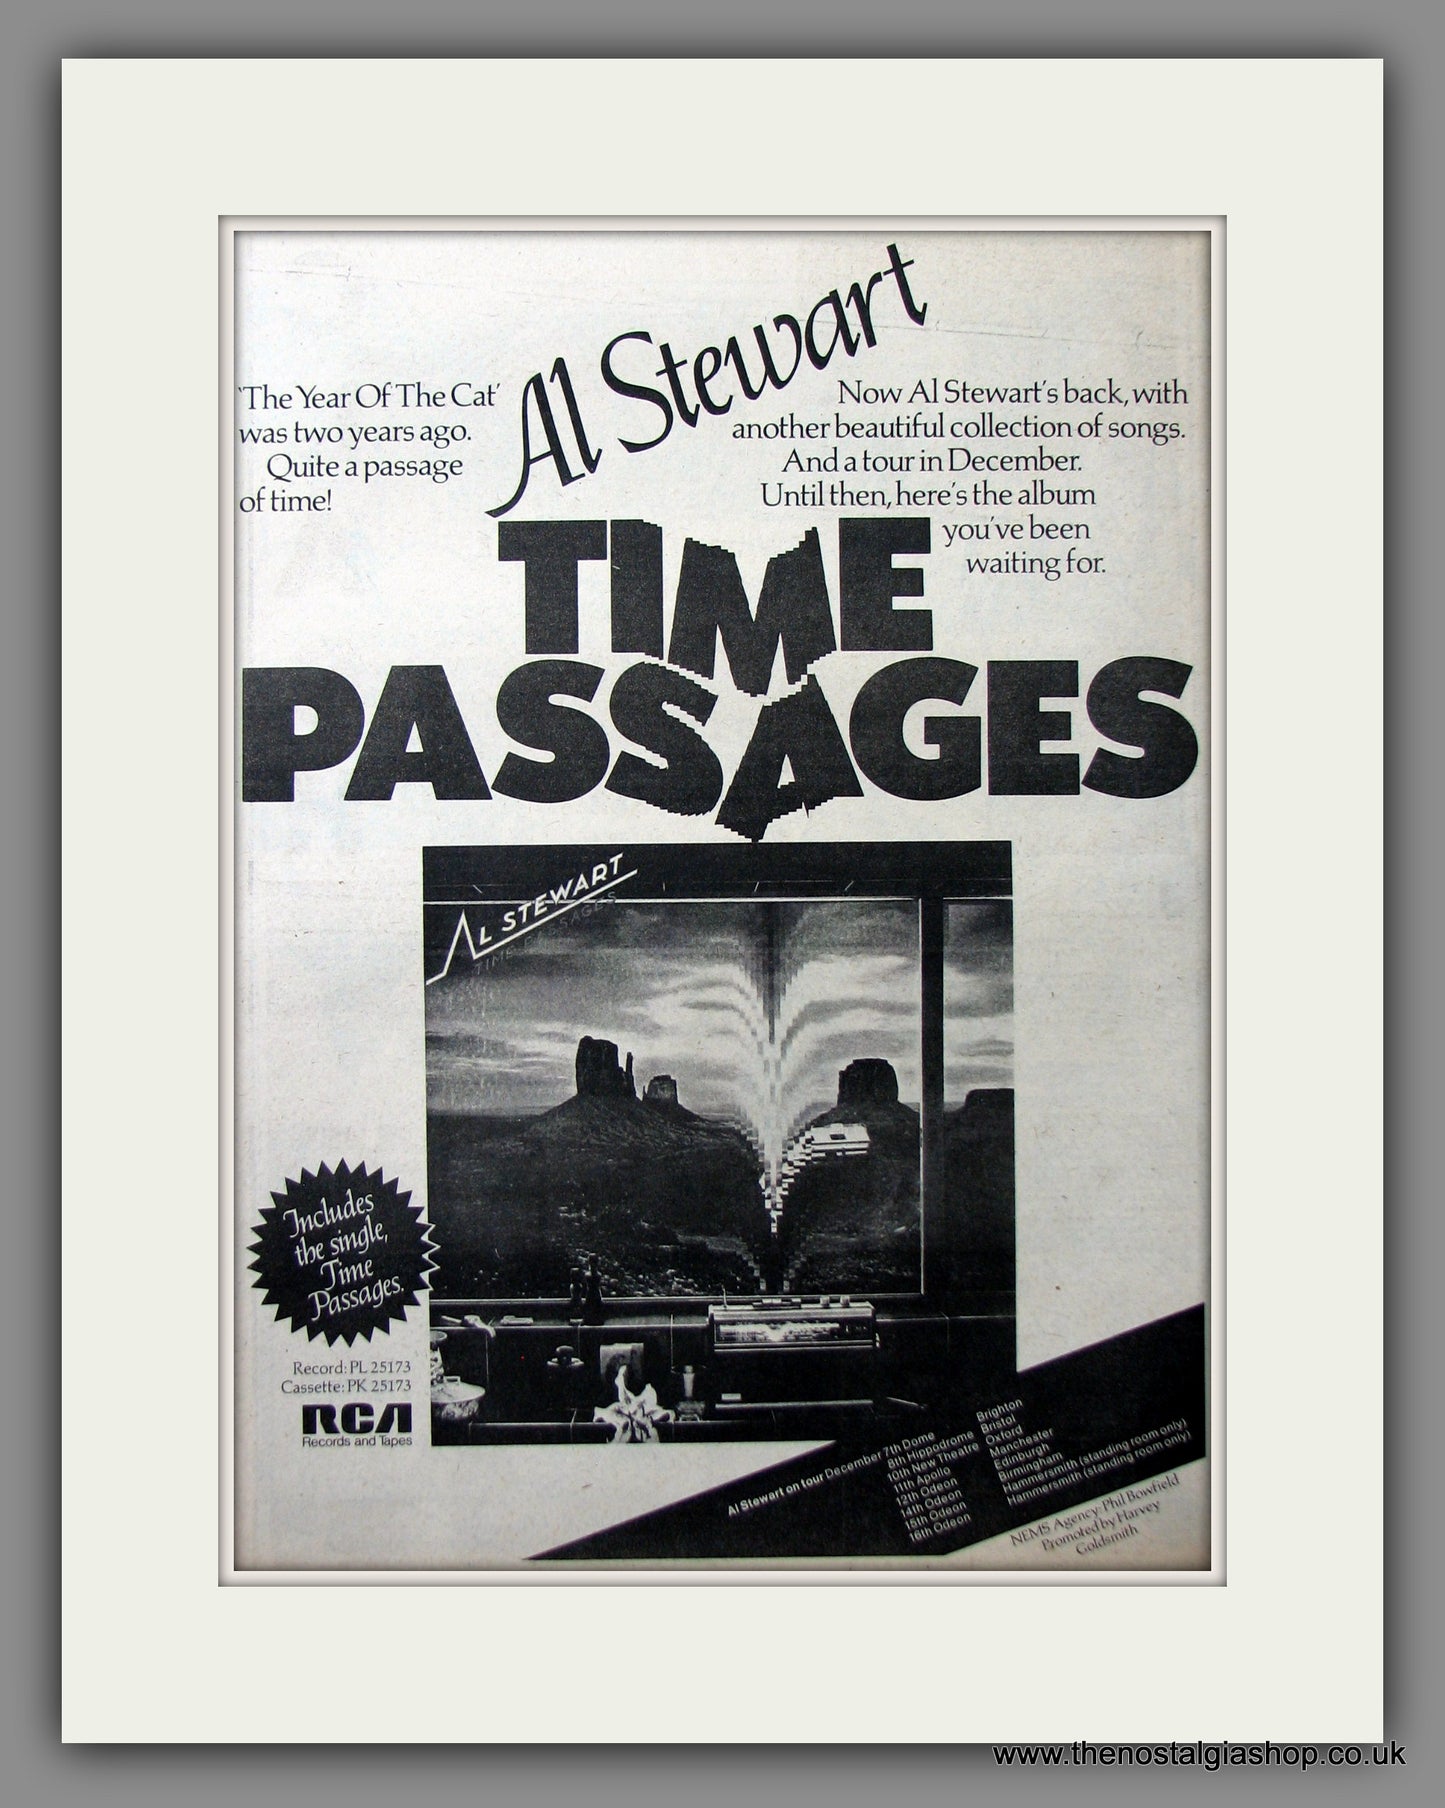 Al Stewart
'The Year Of The Cat'
was two years ago.
Quite a passage
of time!
Now Al Stewart's back, with
another beautiful collection of songs.
And a tour in December.
Until then, here's the album
you've been
waiting for.
TIME
PASSAGES
AL STEWART
TIME PASSAGES
Includes
the single,
Time
Passages.
Record: PL 25173
Cassette: PK 25173
RCA
Records and Tapes
Al Stewart on tour December 7th Dome Brighton
8th Hippodrome Bristol
10th New Theatre Oxford
11th Apollo Manchester
12th Odeon Edinburgh
14th Odeon Birmingham
15th Odeon Hammersmith (standing room only)
16th Odeon Hammersmith (standing room only)
NEMS Agency: Phil Bowfield
Promoted by Harvey
Goldsmith
www.thenostalgiashop.co.uk